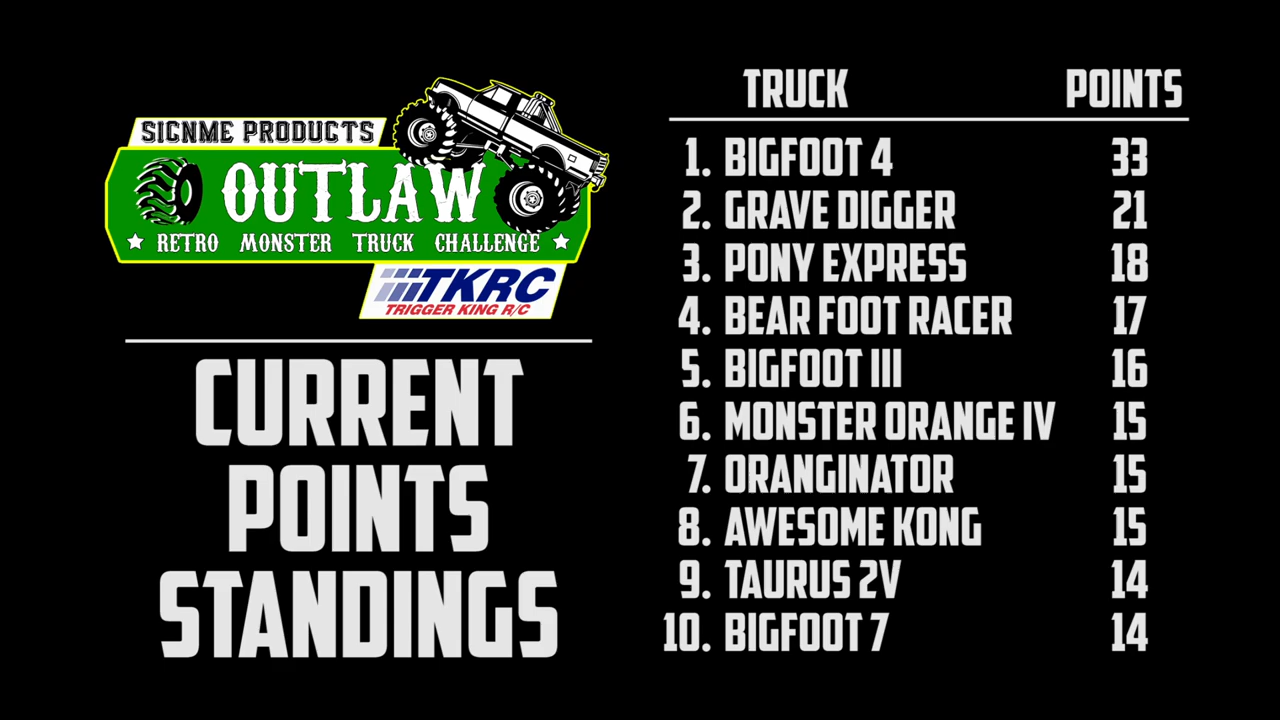 SICNME PRODUCTS
OUTLAW
RETRO MONSTER TRUCK CHALLENGE
TKRC
TRIGGER KING R/C
CURRENT
POINTS
STANDINGS
TRUCK POINTS
1. BIGFOOT 4 33
2. GRAVE DIGGER 21
3. PONY EXPRESS 18
4. BEAR FOOT RACER 17
5. BIGFOOT III 16
6. MONSTER ORANGE IV 15
7. ORANGINATOR 15
8. AWESOME KONG 15
9. TAURUS 2V 14
10. BIGFOOT 7 14